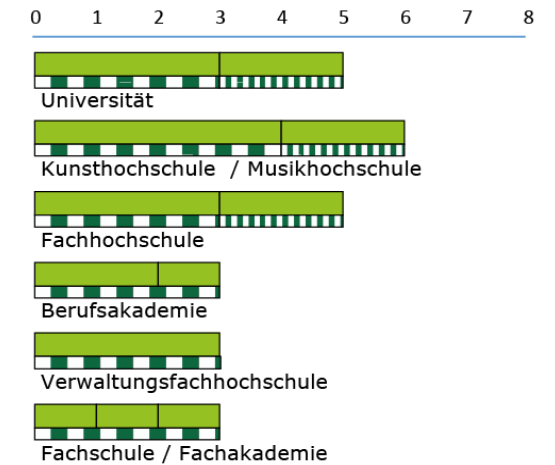 0 1 2 3 4 5 6 7 8
Universität
Kunsthochschule / Musikhochschule
Fachhochschule
Berufsakademie
Verwaltungsfachhochschule
Fachschule / Fachakademie